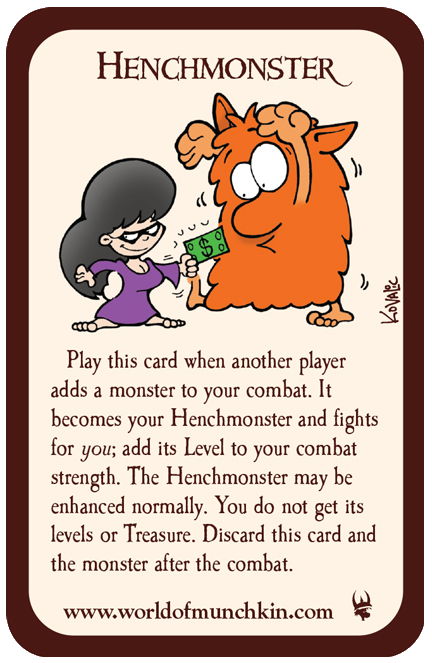 Henchmonster
$
Kovalic
Play this card when another player
adds a monster to your combat. It
becomes your Henchmonster and fights
for you; add its Level to your combat
strength. The Henchmonster may be
enhanced normally. You do not get its
levels or Treasure. Discard this card and
the monster after the combat.
www.worldofmunchkin.com